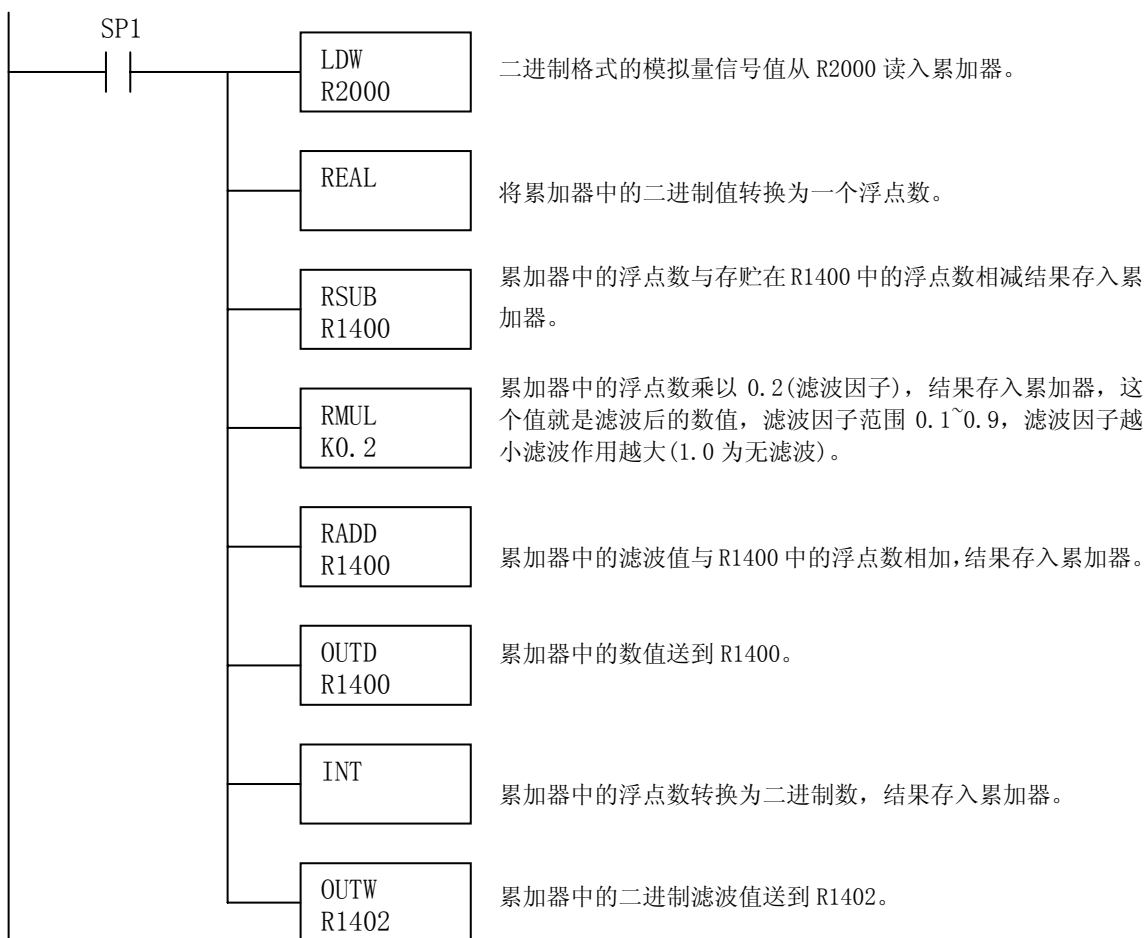 SP1
LDW
R2000
二进制格式的模拟量信号值从 R2000 读入累加器。
REAL
将累加器中的二进制值转换为一个浮点数。
RSUB
R1400
累加器中的浮点数与存贮在 R1400 中的浮点数相减结果存入累
加器。
RMUL
K0.2
累加器中的浮点数乘以 0.2(滤波因子)，结果存入累加器，这
个值就是滤波后的数值，滤波因子范围 0.1~0.9，滤波因子越
小滤波作用越大(1.0 为无滤波)。
RADD
R1400
累加器中的滤波值与 R1400 中的浮点数相加,结果存入累加器。
OUTD
R1400
累加器中的数值送到 R1400。
INT
累加器中的浮点数转换为二进制数，结果存入累加器。
OUTW
R1402
累加器中的二进制滤波值送到 R1402。